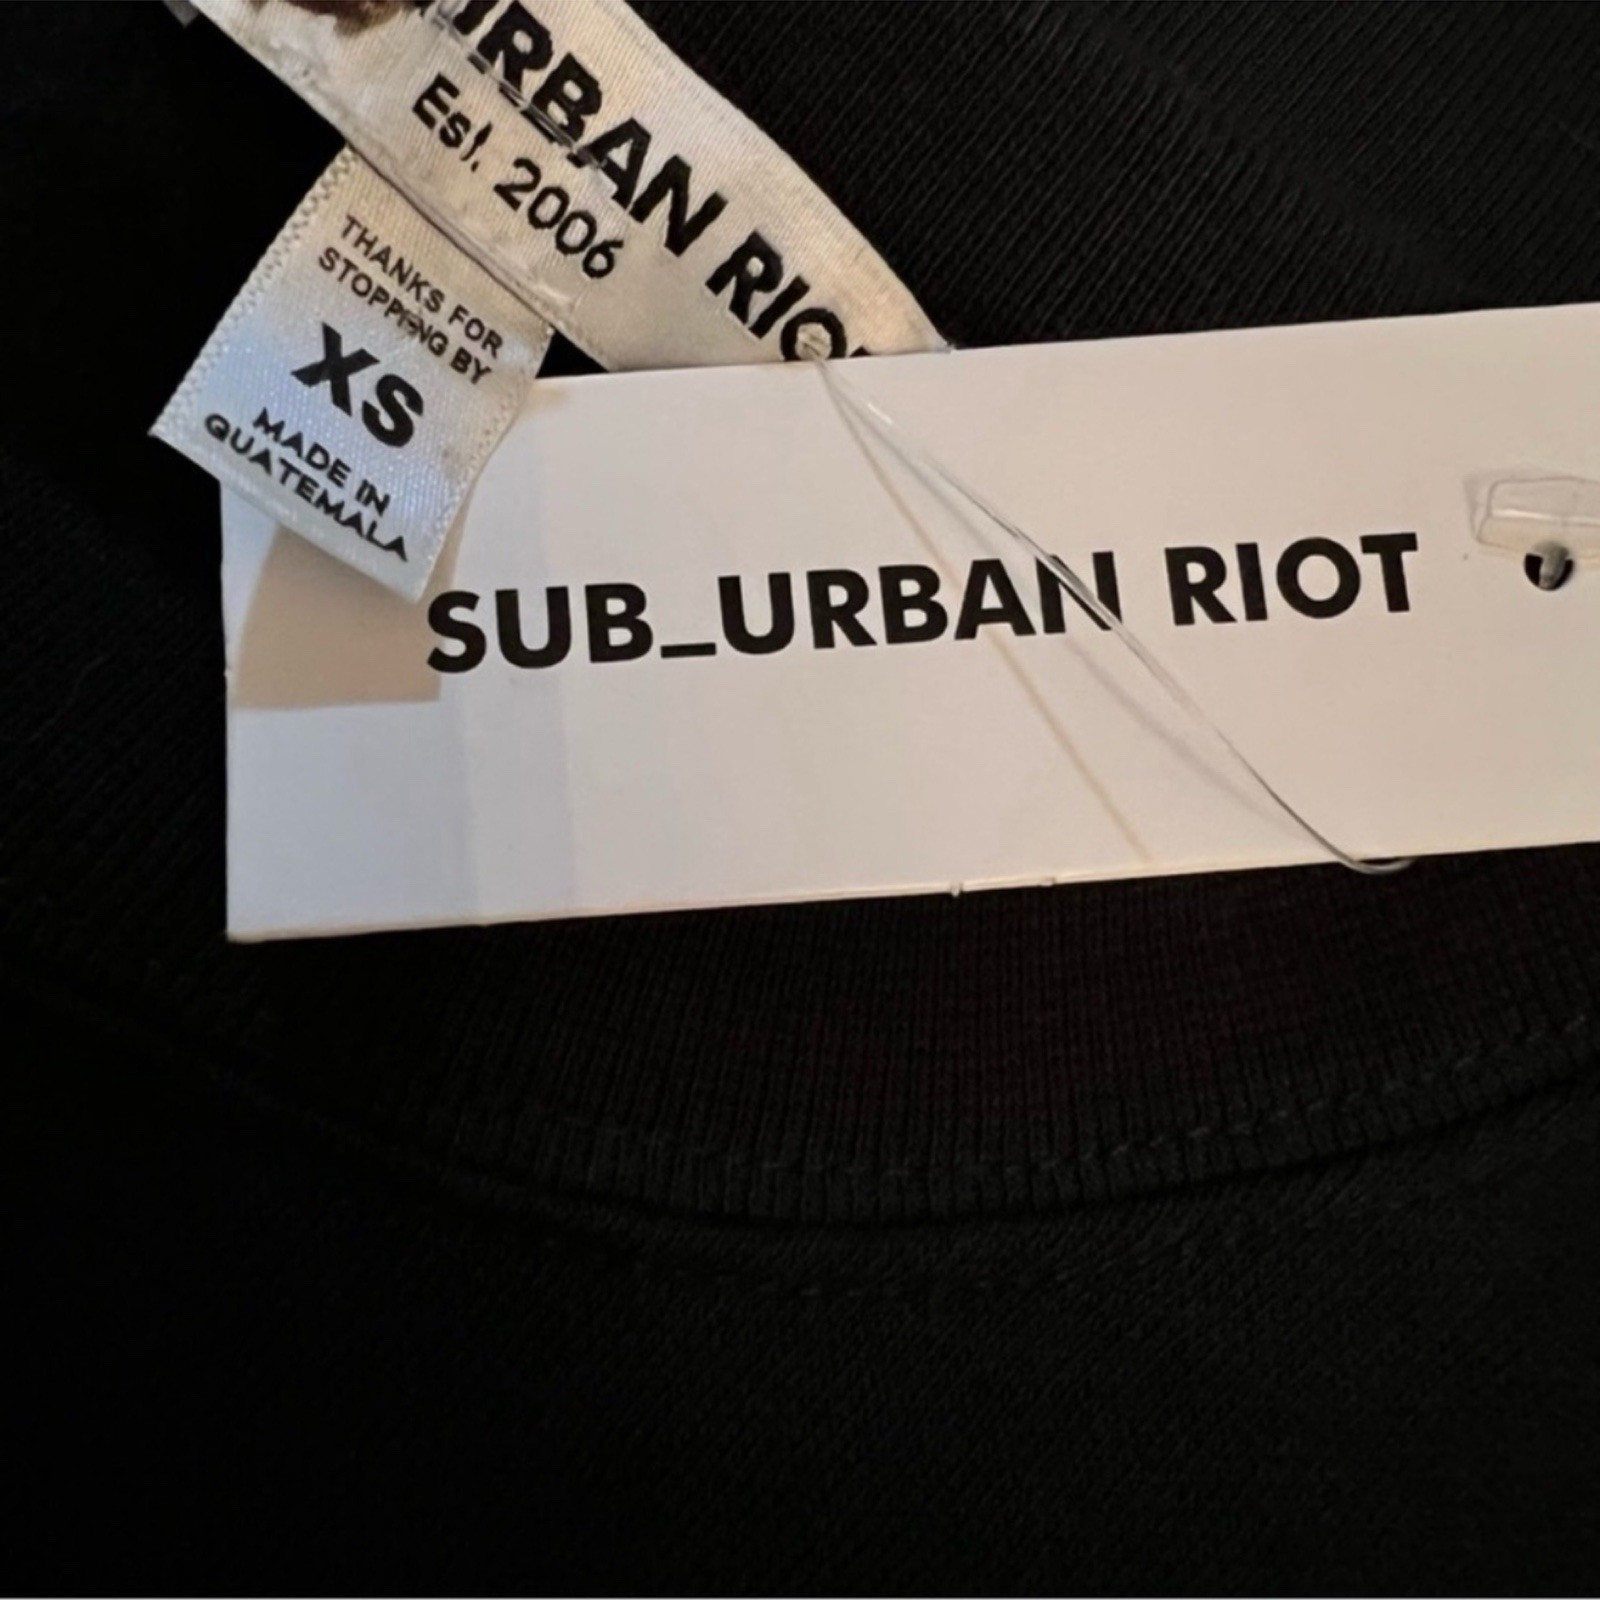 URBAN RIOT
Est. 2006
THANKS FOR
STOPPING BY
XS
MADE IN
GUATEMALA
SUB_URBAN RIOT